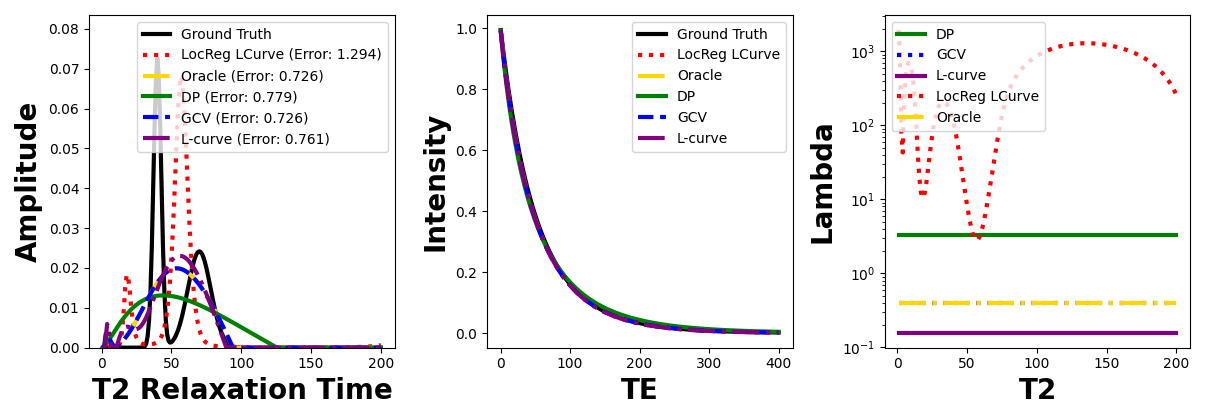 0.08
0.07
0.06
0.05
0.04
0.03
0.02
0.01
0.00
Amplitude
Ground Truth
LocReg LCurve (Error: 1.294)
Oracle (Error: 0.726)
DP (Error: 0.779)
GCV (Error: 0.726)
L-curve (Error: 0.761)
0 50 100 150 200
T2 Relaxation Time
1.0
0.8
0.6
0.4
0.2
0.0
Intensity
Ground Truth
LocReg LCurve
Oracle
DP
GCV
L-curve
0 100 200 300 400
TE
10³
10²
10¹
10⁰
10⁻¹
Lambda
DP
GCV
L-curve
LocReg LCurve
Oracle
0 50 100 150 200
T2